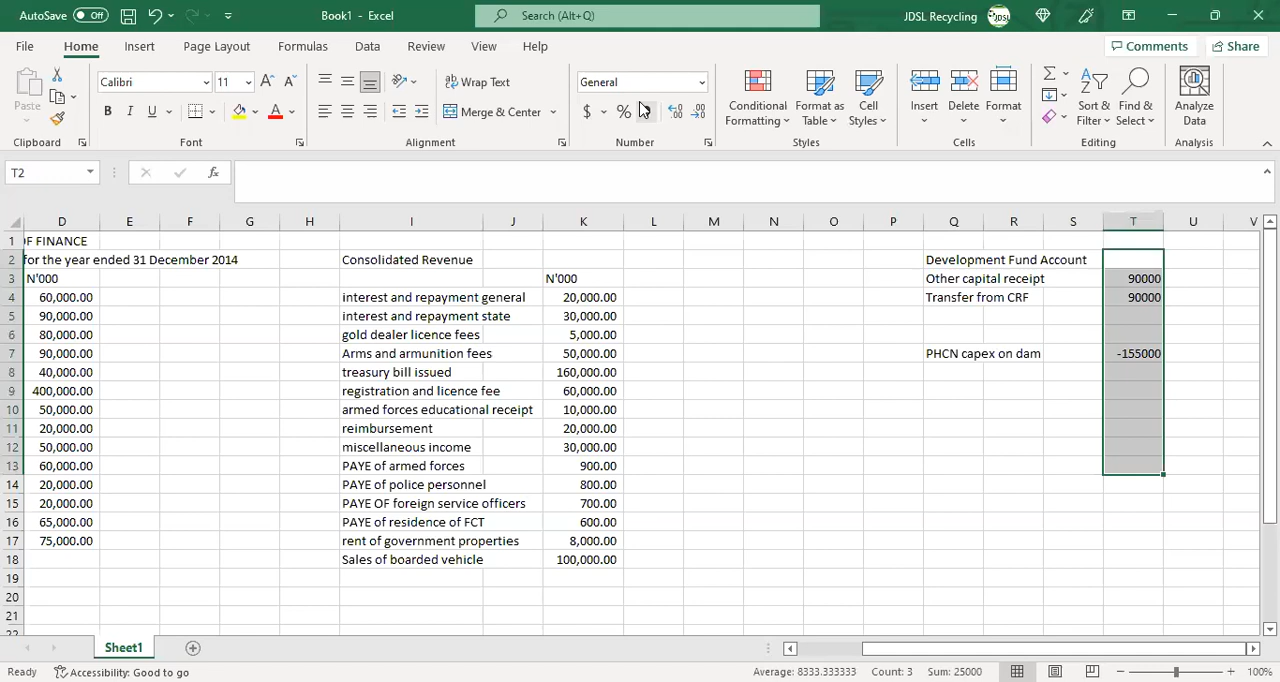 AutoSave Off Book1 - Excel Search (Alt+Q) JDSL Recycling JDSL
File Home Insert Page Layout Formulas Data Review View Help Comments Share
Paste Calibri 11 Wrap Text General Conditional Formatting Format as Table Cell Styles Insert Delete Format Sort & Filter Find & Select Analyze Data
B I U Merge & Center $ %
Clipboard Font Alignment Number Styles Cells Editing Analysis
T2 fx
D E F G H I J K L M N O P Q R S T U V
1 OF FINANCE
2 for the year ended 31 December 2014 Consolidated Revenue Development Fund Account
3 N'000 N'000 Other capital receipt 90000
4 60,000.00 interest and repayment general 20,000.00 Transfer from CRF 90000
5 90,000.00 interest and repayment state 30,000.00
6 80,000.00 gold dealer licence fees 5,000.00
7 90,000.00 Arms and armunition fees 50,000.00 PHCN capex on dam -155000
8 40,000.00 treasury bill issued 160,000.00
9 400,000.00 registration and licence fee 60,000.00
10 50,000.00 armed forces educational receipt 10,000.00
11 20,000.00 reimbursement 20,000.00
12 50,000.00 miscellaneous income 30,000.00
13 60,000.00 PAYE of armed forces 900.00
14 20,000.00 PAYE of police personnel 800.00
15 20,000.00 PAYE OF foreign service officers 700.00
16 65,000.00 PAYE of residence of FCT 600.00
17 75,000.00 rent of government properties 8,000.00
18 Sales of boarded vehicle 100,000.00
19
20
21
22
Sheet1
Ready Accessibility: Good to go Average: 8333.333333 Count: 3 Sum: 25000 100%